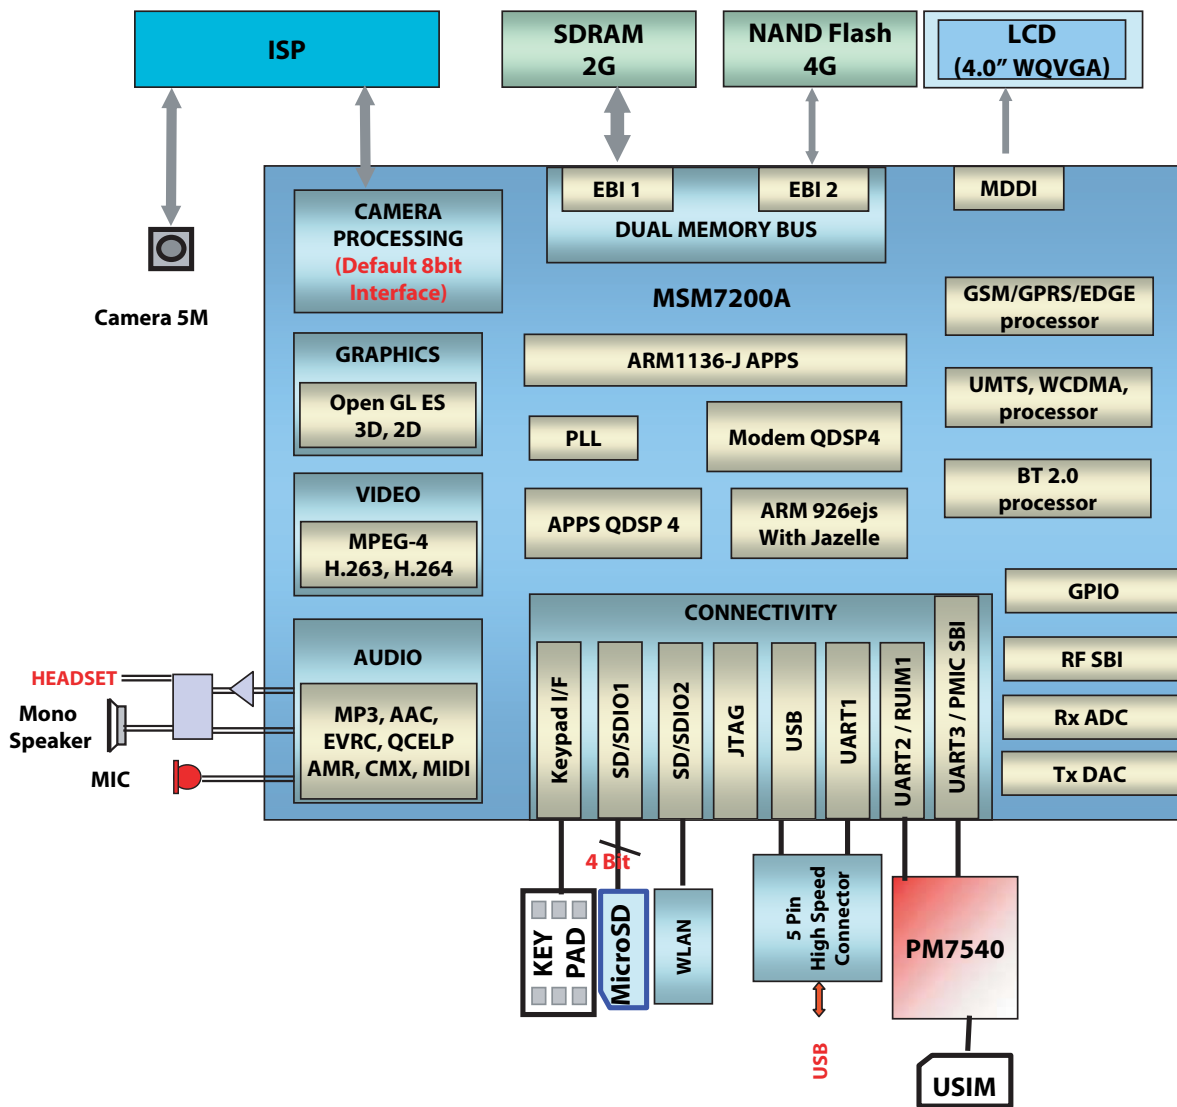 ISP
SDRAM
2G
NAND Flash
4G
LCD
(4.0” WQVGA)
EBI 1
EBI 2
DUAL MEMORY BUS
MDDI
CAMERA
PROCESSING
(Default 8bit
Interface)
Camera 5M
MSM7200A
GSM/GPRS/EDGE
processor
GRAPHICS
Open GL ES
3D, 2D
ARM1136-J APPS
UMTS, WCDMA,
processor
PLL
Modem QDSP4
BT 2.0
processor
VIDEO
MPEG-4
H.263, H.264
APPS QDSP 4
ARM 926ejs
With Jazelle
GPIO
RF SBI
Rx ADC
Tx DAC
AUDIO
MP3, AAC,
EVRC, QCELP
AMR, CMX, MIDI
HEADSET
Mono
Speaker
MIC
CONNECTIVITY
Keypad I/F
SD/SDIO1
SD/SDIO2
JTAG
USB
UART1
UART2 / RUIM1
UART3 / PMIC SBI
4 Bit
KEY
PAD
MicroSD
WLAN
5 Pin
High Speed
Connector
PM7540
USB
USIM